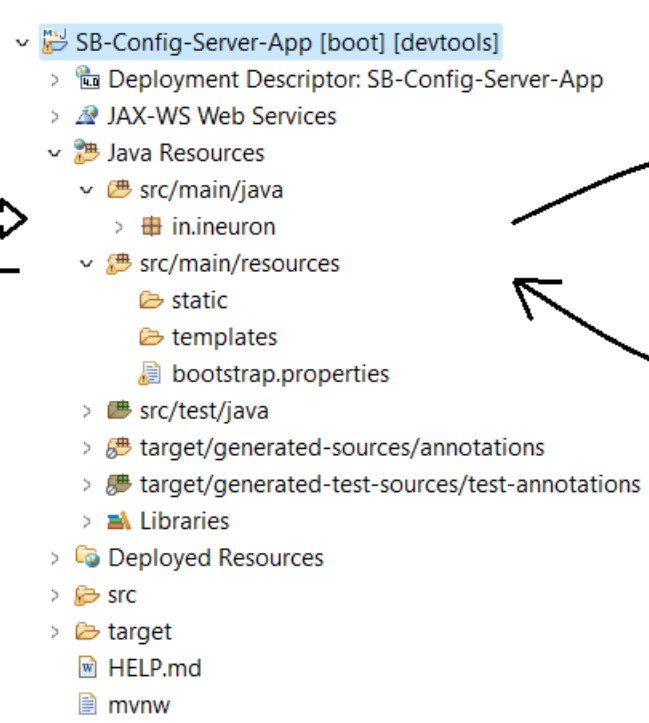 SB-Config-Server-App [boot] [devtools]
Deployment Descriptor: SB-Config-Server-App
JAX-WS Web Services
Java Resources
src/main/java
in.ineuron
src/main/resources
static
templates
bootstrap.properties
src/test/java
target/generated-sources/annotations
target/generated-test-sources/test-annotations
Libraries
Deployed Resources
src
target
HELP.md
mvnw